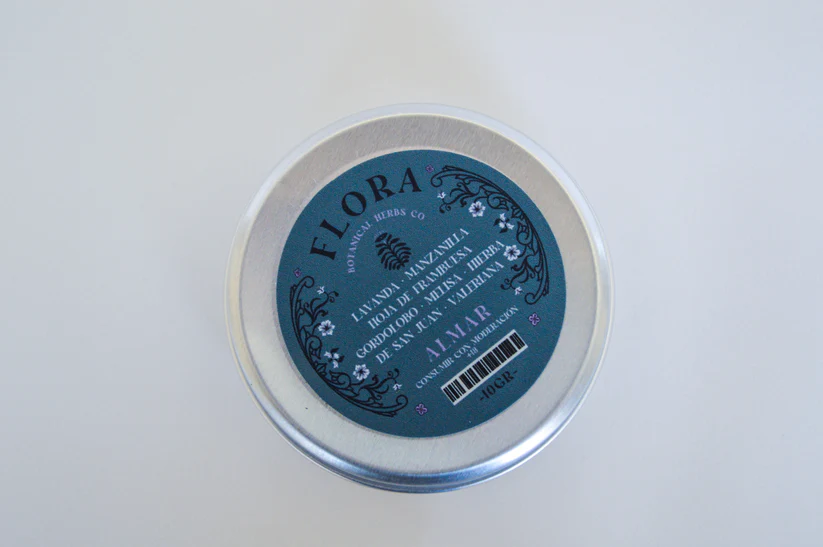 FLORA
BOTANICAL HERBS CO
LAVANDA · MANZANILLA
HOJA DE FRAMBUESA
GORDOLOBO · MELISA · HIERBA
DE SAN JUAN · VALERIANA
ALMAR
CONSUMIR CON MODERACIÓN
+18
-10GR-